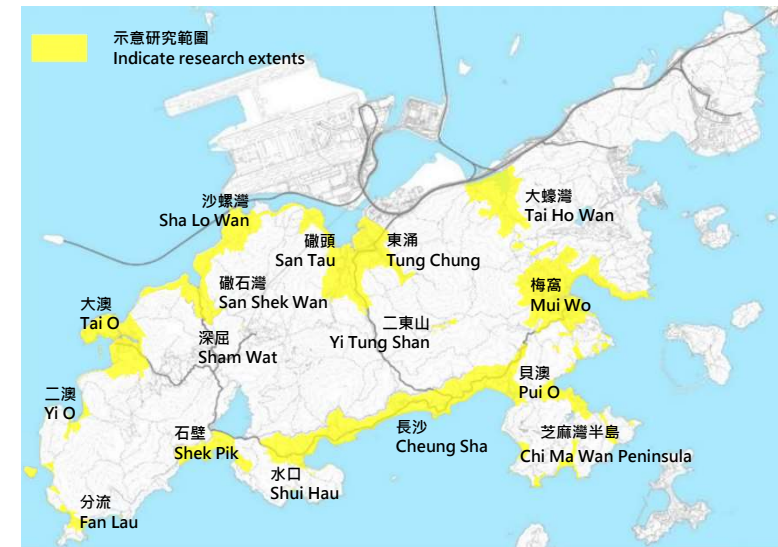 示意研究範圍
Indicate research extents
沙螺灣
Sha Lo Wan
大蠔灣
Tai Ho Wan
䃟頭
San Tau
東涌
Tung Chung
䃟石灣
San Shek Wan
梅窩
Mui Wo
大澳
Tai O
二東山
Yi Tung Shan
深屈
Sham Wat
貝澳
Pui O
二澳
Yi O
長沙
Cheung Sha
芝麻灣半島
Chi Ma Wan Peninsula
石壁
Shek Pik
水口
Shui Hau
分流
Fan Lau